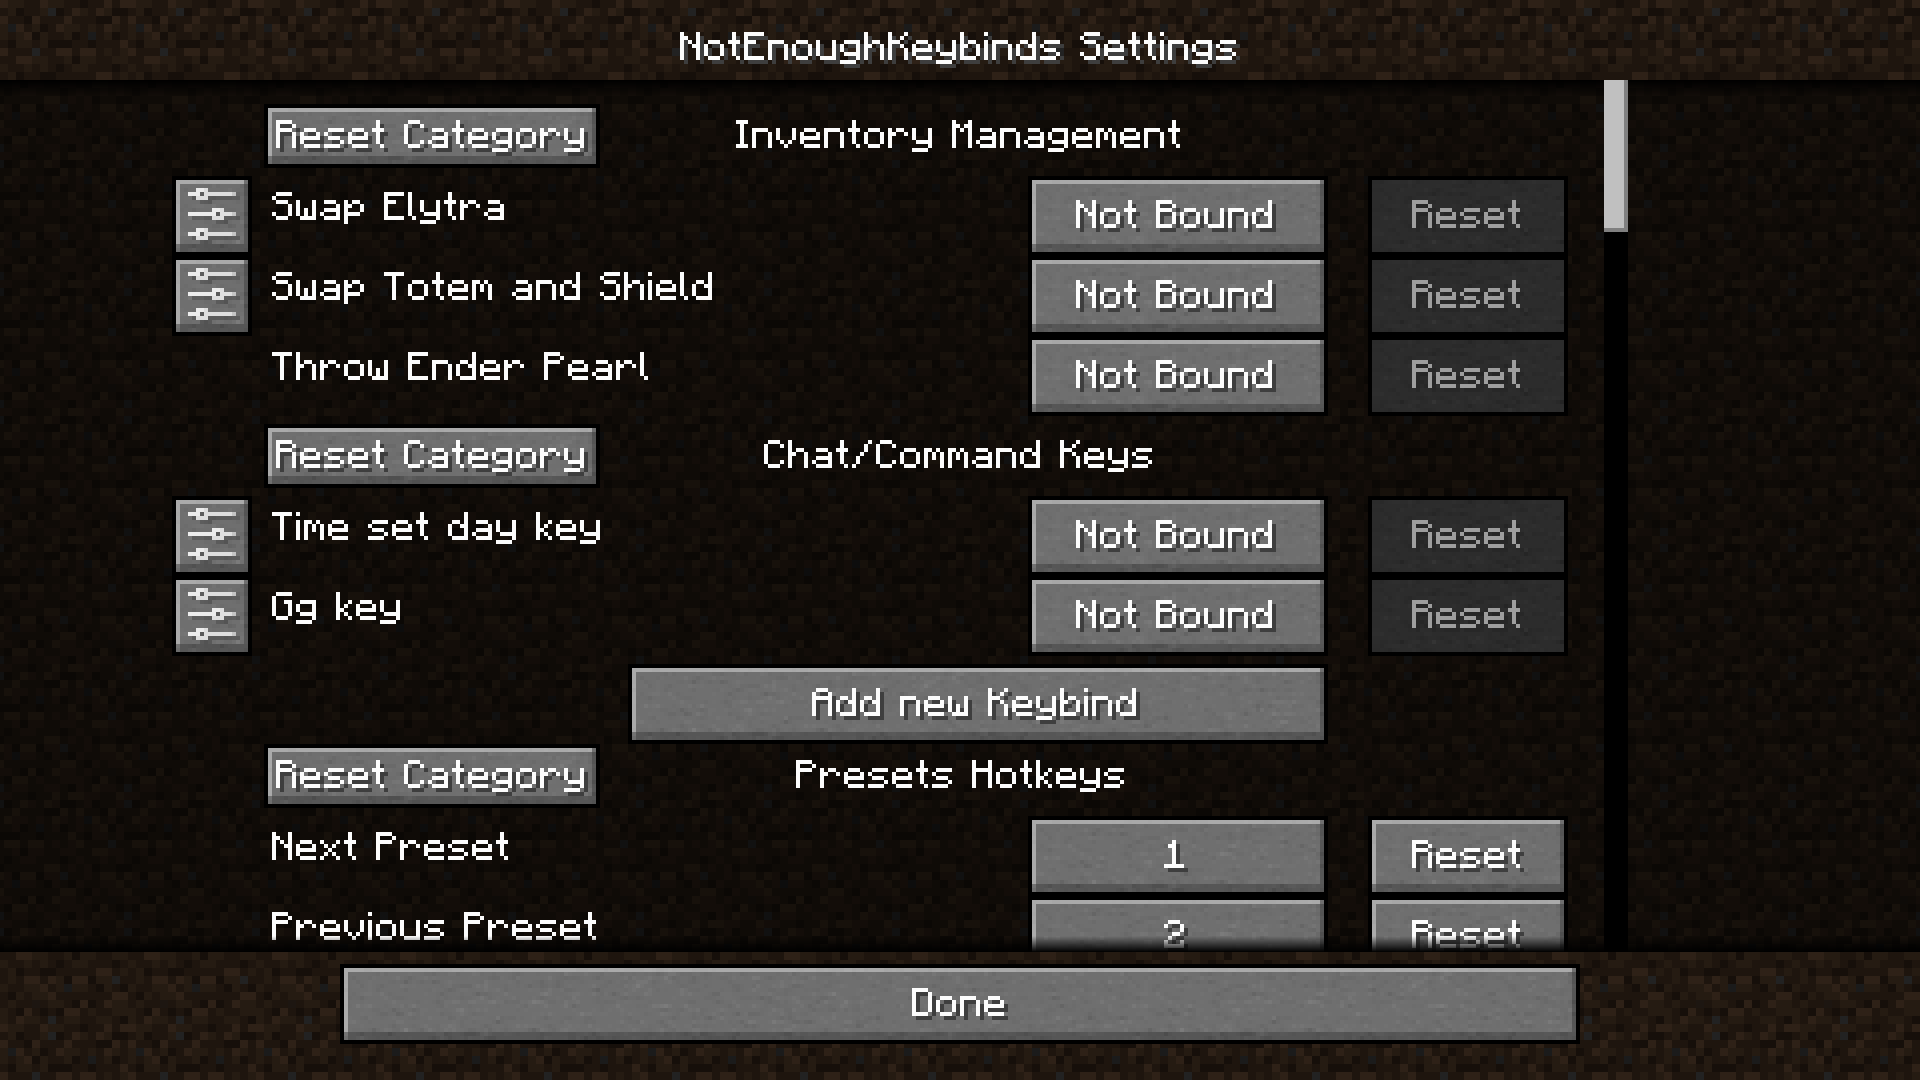 NotEnoughKeybinds Settings
Reset Category Inventory Management
Swap Elytra Not Bound Reset
Swap Totem and Shield Not Bound Reset
Throw Ender Pearl Not Bound Reset
Reset Category Chat/Command Keys
Time set day key Not Bound Reset
Gg key Not Bound Reset
Add new Keybind
Reset Category Presets Hotkeys
Next Preset 1 Reset
Previous Preset 2 Reset
Done